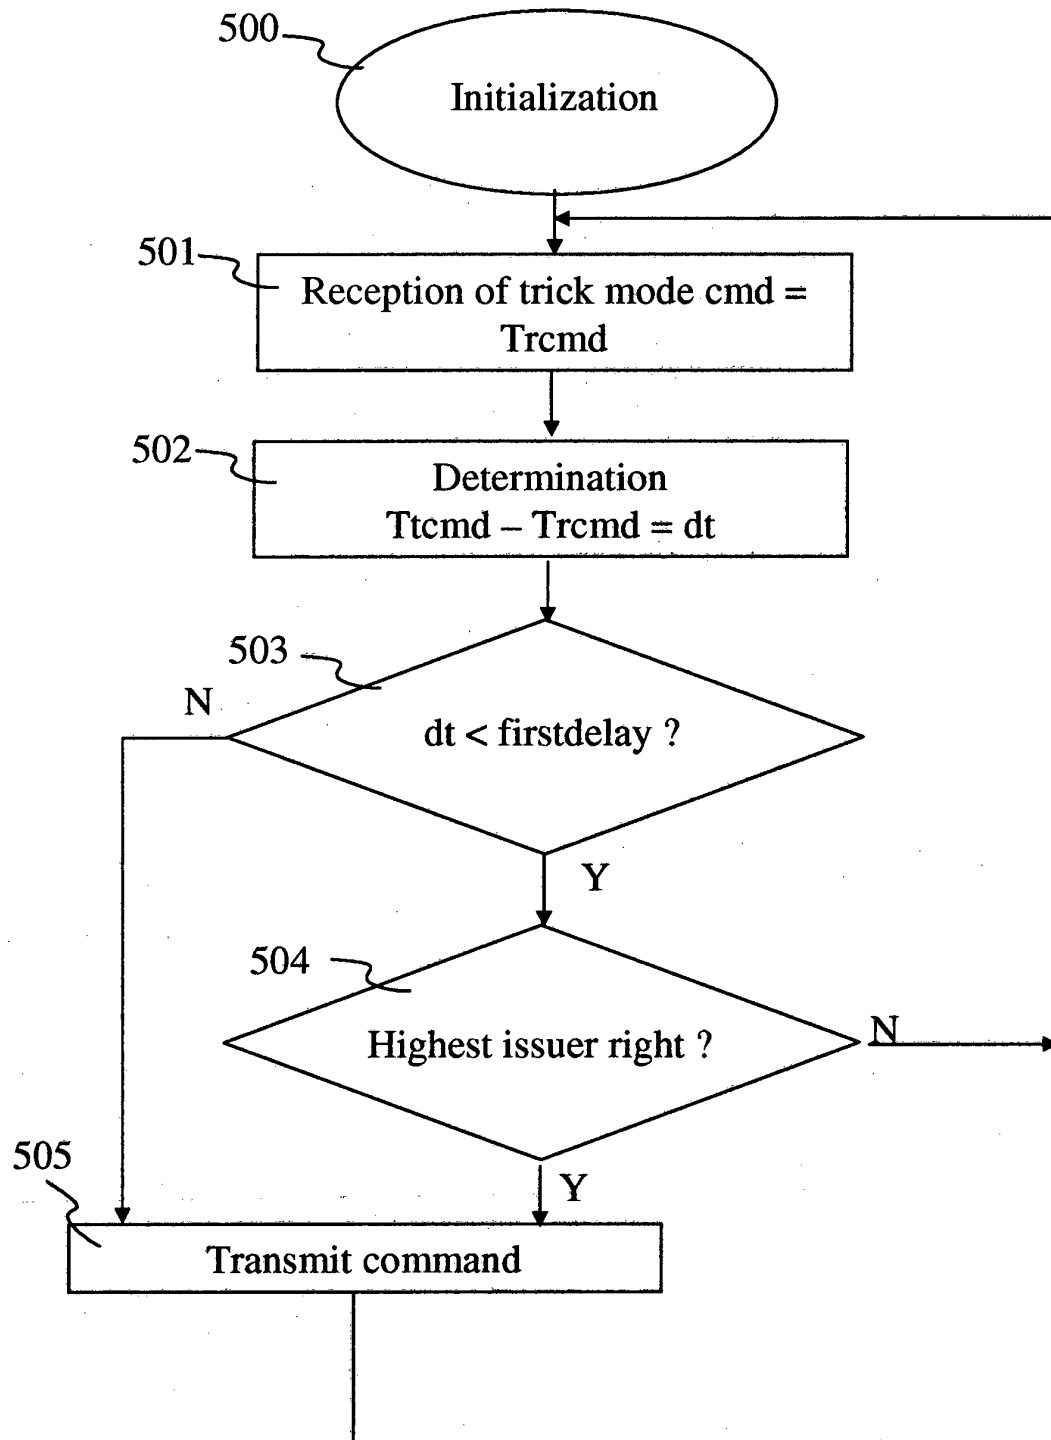 500
Initialization
501
Reception of trick mode cmd =
Trcmd
502
Determination
Ttcmd – Trcmd = dt
503
N
dt < firstdelay ?
Y
504
Highest issuer right ?
N
505
Y
Transmit command